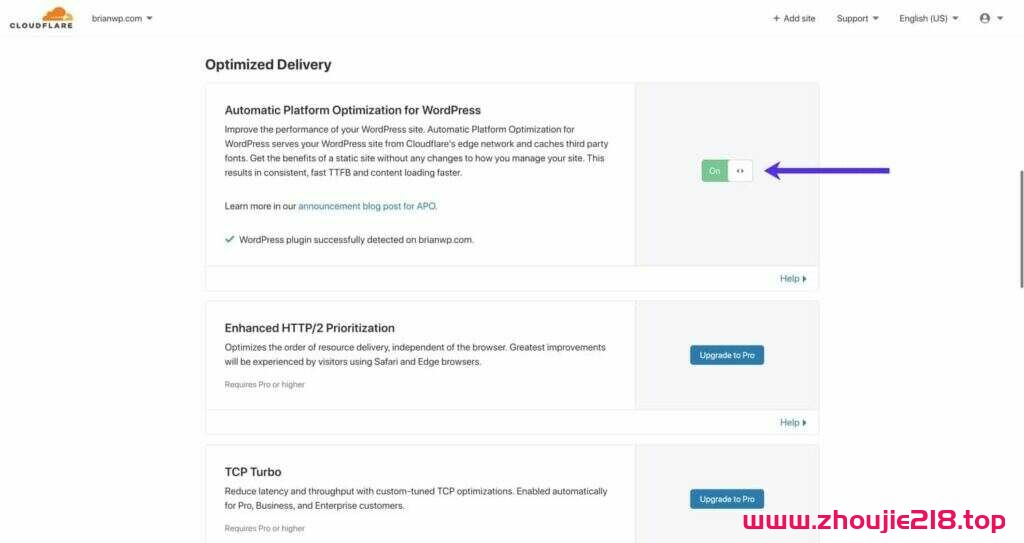 CLOUDFLARE
brianwp.com
+ Add site
Support
English (US)
Optimized Delivery
Automatic Platform Optimization for WordPress
Improve the performance of your WordPress site. Automatic Platform Optimization for
WordPress serves your WordPress site from Cloudflare's edge network and caches third party
fonts. Get the benefits of a static site without any changes to how you manage your site. This
results in consistent, fast TTFB and content loading faster.
On
Learn more in our announcement blog post for APO.
WordPress plugin successfully detected on brianwp.com.
Help
Enhanced HTTP/2 Prioritization
Optimizes the order of resource delivery, independent of the browser. Greatest improvements
will be experienced by visitors using Safari and Edge browsers.
Requires Pro or higher
Upgrade to Pro
Help
TCP Turbo
Reduce latency and throughput with custom-tuned TCP optimizations. Enabled automatically
for Pro, Business, and Enterprise customers.
Requires Pro or higher
Upgrade to Pro
www.zhoujie218.top